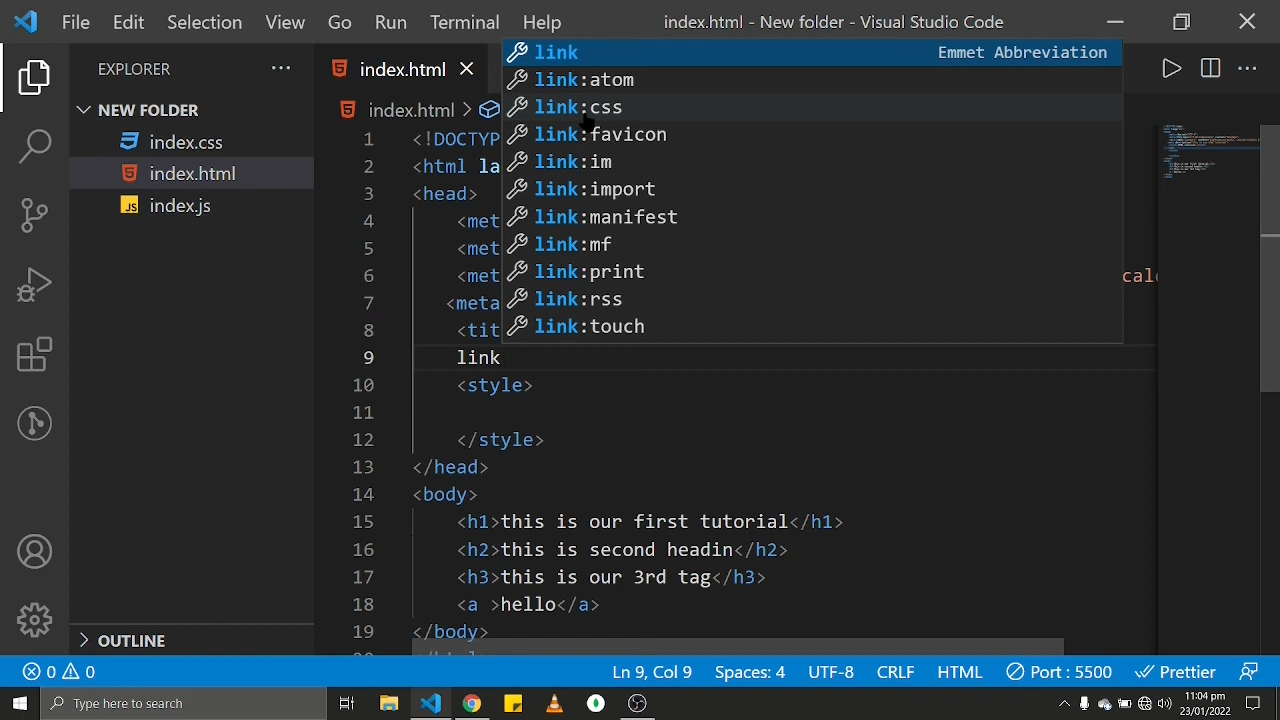 File Edit Selection View Go Run Terminal Help index.html - New folder - Visual Studio Code
EXPLORER
NEW FOLDER
index.css
index.html
index.js
OUTLINE
index.html
index.html
link Emmet Abbreviation
link:atom
link:css
link:favicon
link:im
link:import
link:manifest
link:mf
link:print
link:rss
link:touch
1 <!DOCTYP
2 <html la
3 <head>
4 <met
5 <met
6 <met cale
7 <meta
8 <tit
9 link
10 <style>
11
12 </style>
13 </head>
14 <body>
15 <h1>this is our first tutorial</h1>
16 <h2>this is second headin</h2>
17 <h3>this is our 3rd tag</h3>
18 <a >hello</a>
19 </body>
0 0 Ln 9, Col 9 Spaces: 4 UTF-8 CRLF HTML Port : 5500 Prettier
Type here to search
11:04 pm
23/01/2022